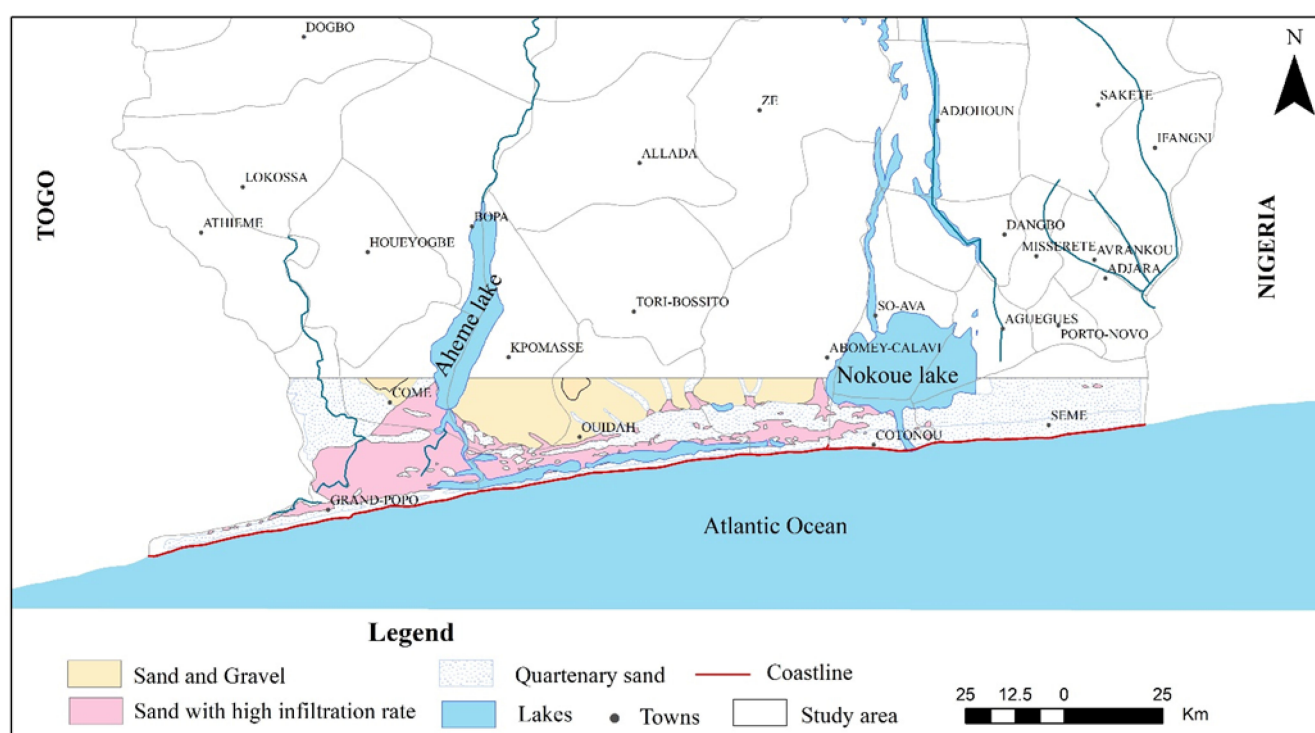 DOGBO
N
ZE
SAKETE
ADJOHOUN
IFANGNI
ALLADA
LOKOSSA
TOGO
NIGERIA
ATHIEME
BOPA
HOUEYOGBE
DANGBO
MISSERETE
AVRANKOU
ADJARA
TORI-BOSSITO
SO-AVA
AGUEGUES
PORTO-NOVO
Aheme lake
KPOMASSE
ABOMEY-CALAVI
Nokoue lake
COME
OUIDAH
SEME
COTONOU
GRAND-POPO
Atlantic Ocean
Legend
Sand and Gravel
Quartenary sand
Coastline
Sand with high infiltration rate
Lakes
Towns
Study area
25 12.5 0 25
Km